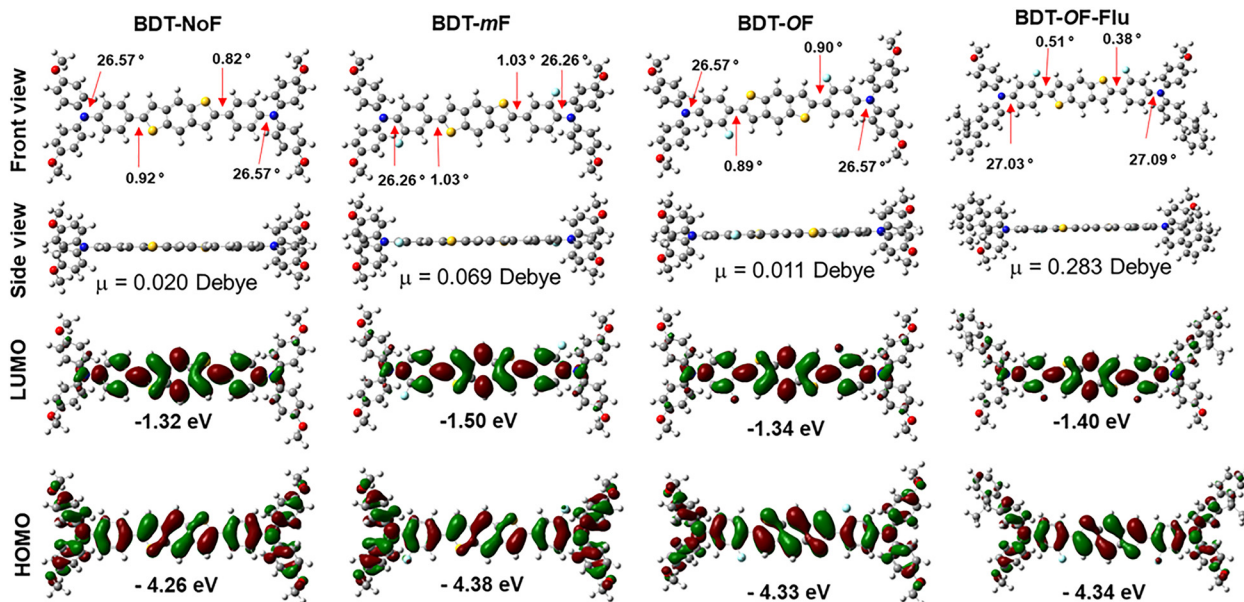 BDT-NoF
BDT-mF
BDT-OF
BDT-OF-Flu
Front view
26.57°
0.82°
0.92°
26.57°
1.03°
26.26°
26.26°
1.03°
26.57°
0.90°
0.89°
26.57°
0.51°
0.38°
27.03°
27.09°
Side view
μ = 0.020 Debye
μ = 0.069 Debye
μ = 0.011 Debye
μ = 0.283 Debye
LUMO
-1.32 eV
-1.50 eV
-1.34 eV
-1.40 eV
HOMO
- 4.26 eV
- 4.38 eV
- 4.33 eV
- 4.34 eV